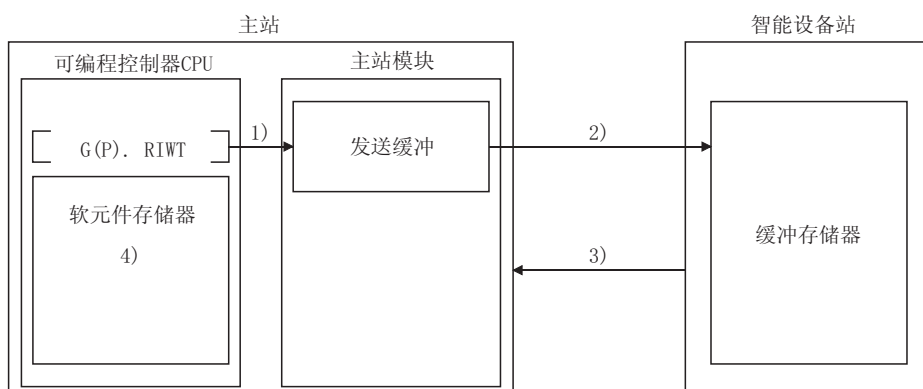 主站
智能设备站
可编程控制器CPU
主站模块
G(P). RIWT
1)
发送缓冲
2)
软元件存储器
4)
缓冲存储器
3)